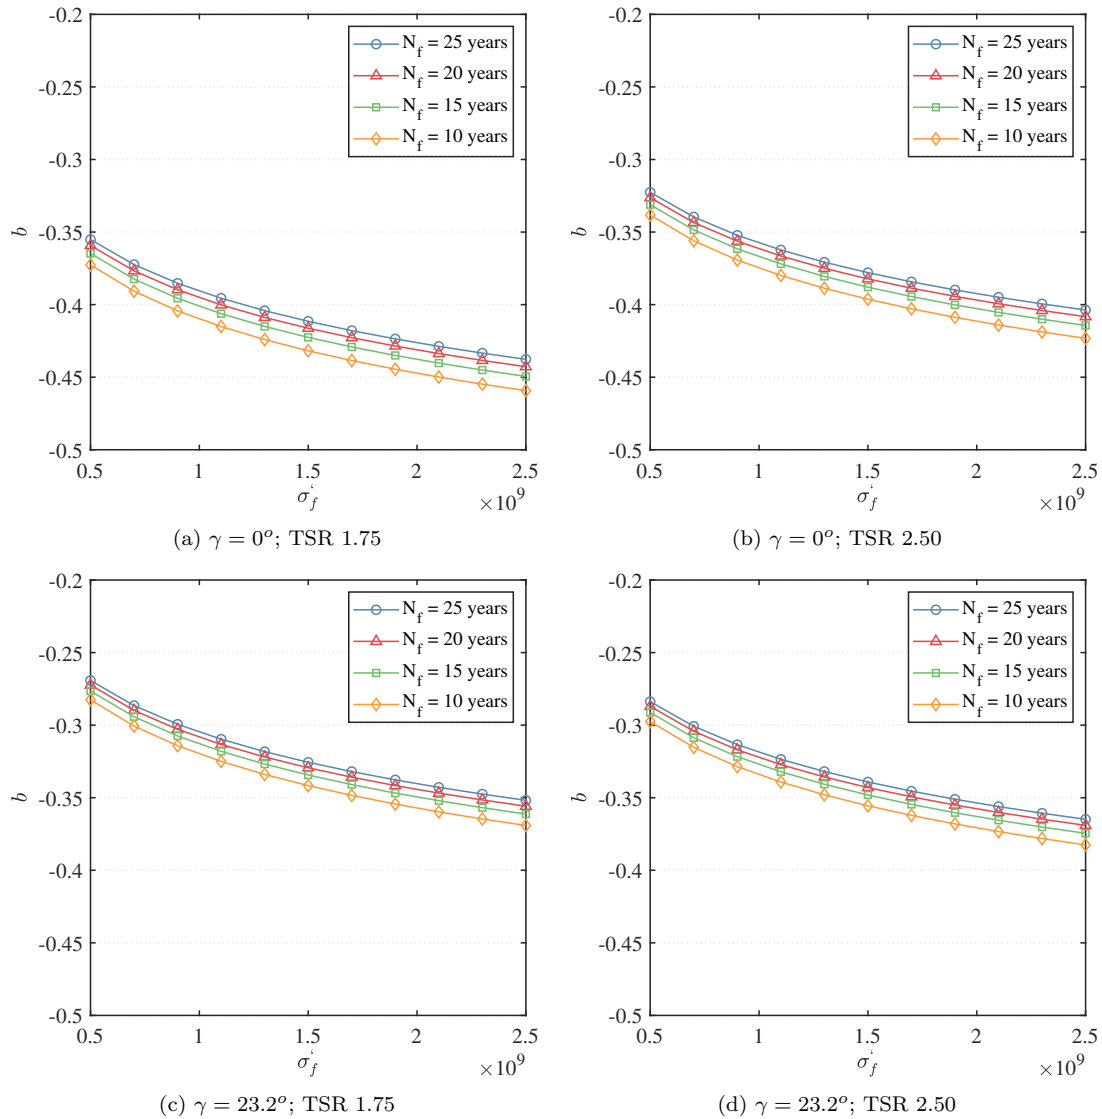 -0.2
-0.25
-0.3
-0.35
-0.4
-0.45
-0.5
b
N_f = 25 years
N_f = 20 years
N_f = 15 years
N_f = 10 years
0.5 1 1.5 2 2.5
σ‘_f
×10^9
(a) γ = 0^o; TSR 1.75
-0.2
-0.25
-0.3
-0.35
-0.4
-0.45
-0.5
b
N_f = 25 years
N_f = 20 years
N_f = 15 years
N_f = 10 years
0.5 1 1.5 2 2.5
σ‘_f
×10^9
(b) γ = 0^o; TSR 2.50
-0.2
-0.25
-0.3
-0.35
-0.4
-0.45
-0.5
b
N_f = 25 years
N_f = 20 years
N_f = 15 years
N_f = 10 years
0.5 1 1.5 2 2.5
σ‘_f
×10^9
(c) γ = 23.2^o; TSR 1.75
-0.2
-0.25
-0.3
-0.35
-0.4
-0.45
-0.5
b
N_f = 25 years
N_f = 20 years
N_f = 15 years
N_f = 10 years
0.5 1 1.5 2 2.5
σ‘_f
×10^9
(d) γ = 23.2^o; TSR 2.50